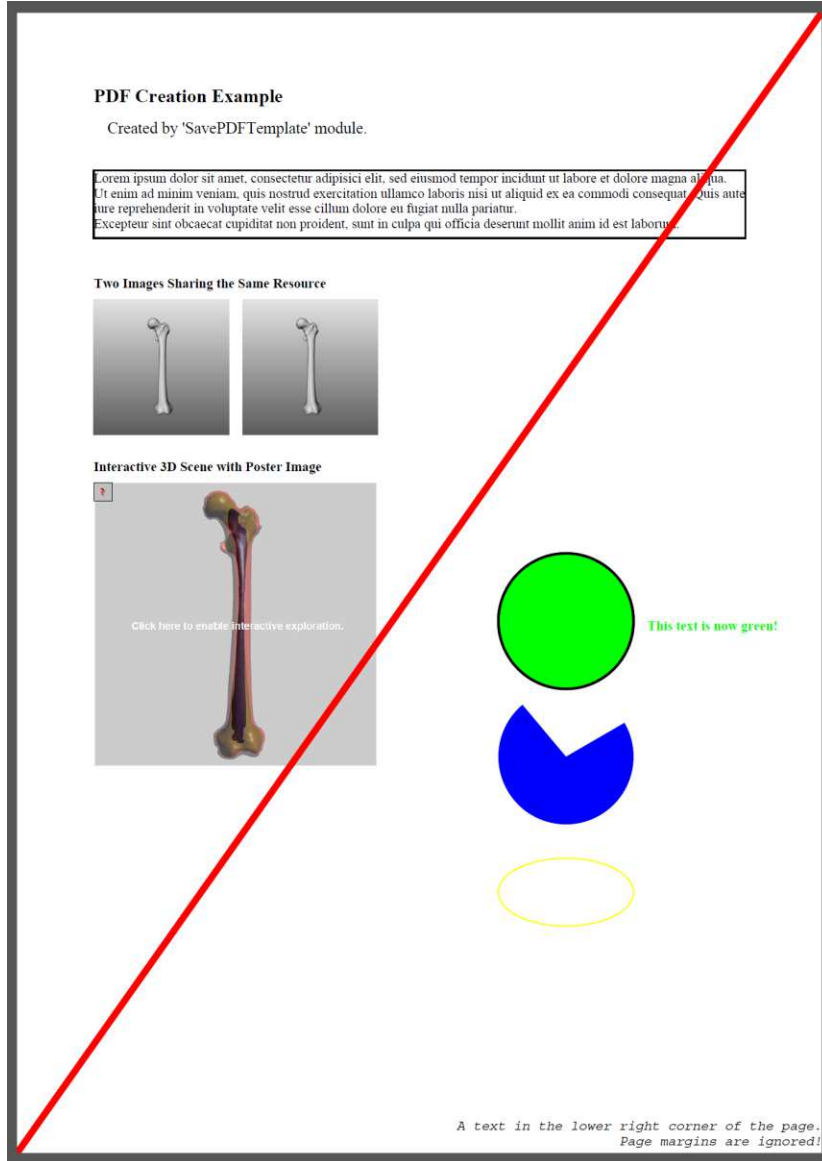 PDF Creation Example
Created by 'SavePDFTemplate' module.
Lorem ipsum dolor sit amet, consectetur adipisici elit, sed eiusmod tempor incidunt ut labore et dolore magna aliqua.
Ut enim ad minim veniam, quis nostrud exercitation ullamco laboris nisi ut aliquid ex ea commodi consequat. Quis aute
iure reprehenderit in voluptate velit esse cillum dolore eu fugiat nulla pariatur.
Excepteur sint obcaecat cupiditat non proident, sunt in culpa qui officia deserunt mollit anim id est laborum.
Two Images Sharing the Same Resource
Interactive 3D Scene with Poster Image
Click here to enable interactive exploration.
This text is now green!
A text in the lower right corner of the page.
Page margins are ignored!